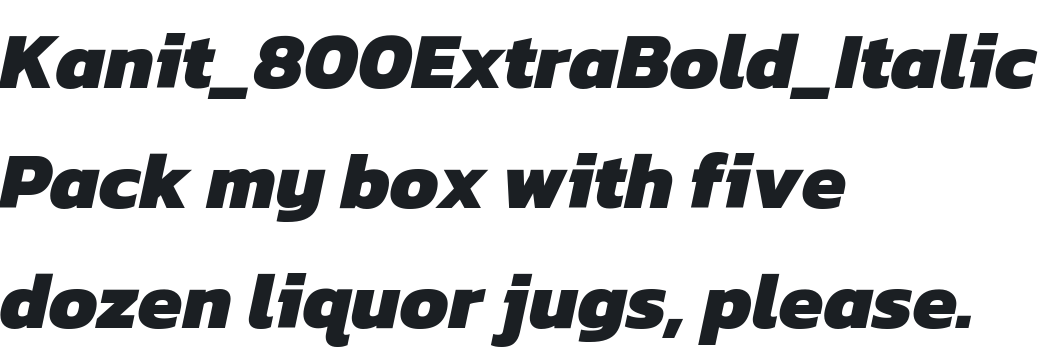 Kanit_800ExtraBold_Italic
Pack my box with five
dozen liquor jugs, please.